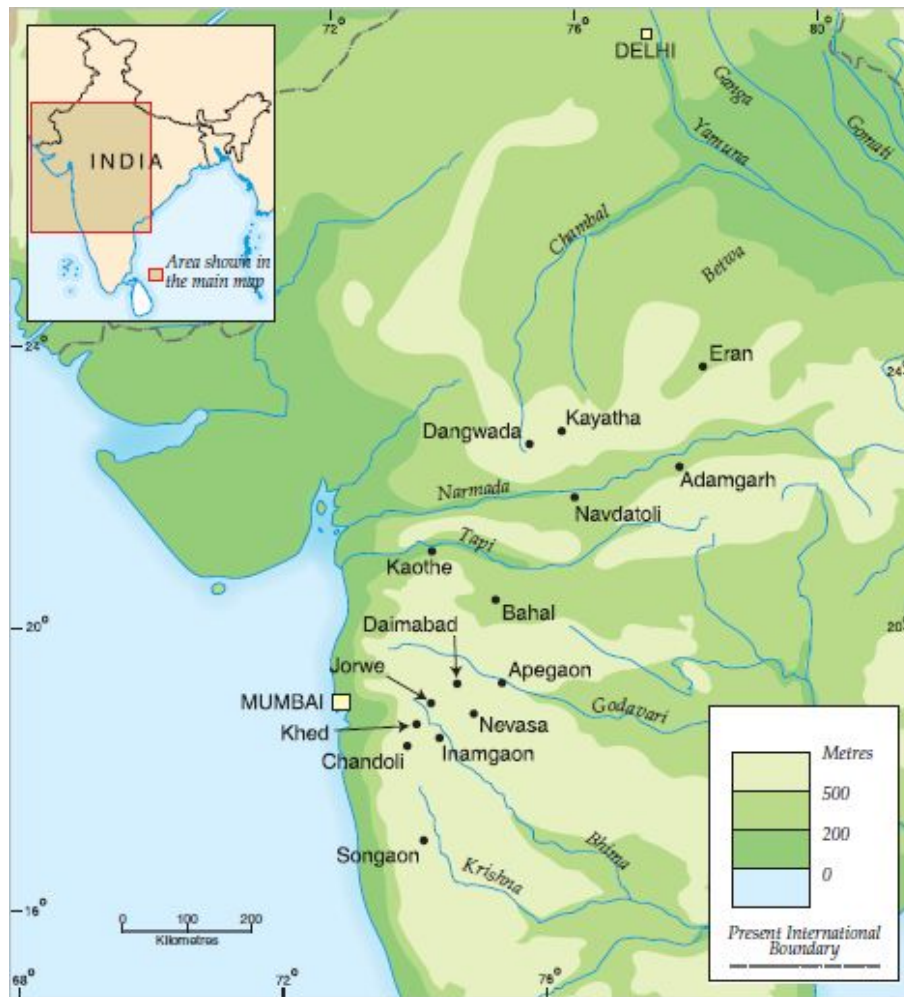 72°
76°
80°
DELHI
Ganga
Gomati
Yamuna
INDIA
Chambal
Betwa
Area shown in
the main map
24°
24°
Eran
Kayatha
Dangwada
Adamgarh
Narmada
Navdatoli
Tapi
Kaothe
Bahal
20°
20°
Daimabad
Jorwe
Apegaon
MUMBAI
Godavari
Nevasa
Khed
Inamgaon
Chandoli
Metres
500
200
0
Songaon
Bhima
Krishna
16°
0 100 200
Kilometres
Present International
Boundary
68°
72°
76°